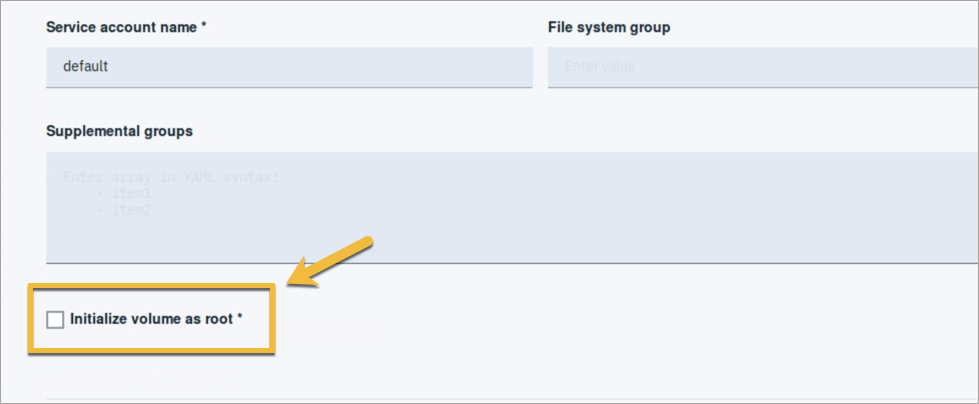 Service account name *
File system group
default
Enter value
Supplemental groups
Enter array in YAML syntax:
- item1
- item2
Initialize volume as root *